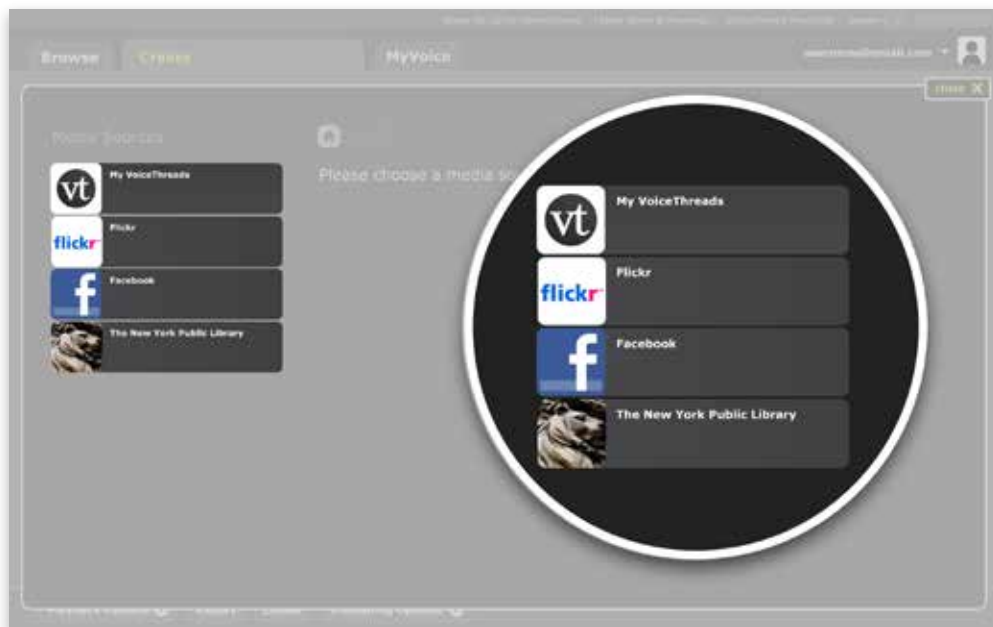 Browse
Create
MyVoice
close X
Media Sources
Please choose a media so
vt
My VoiceThreads
flickr
Flickr
f
Facebook
The New York Public Library
vt
My VoiceThreads
flickr
Flickr
f
Facebook
The New York Public Library